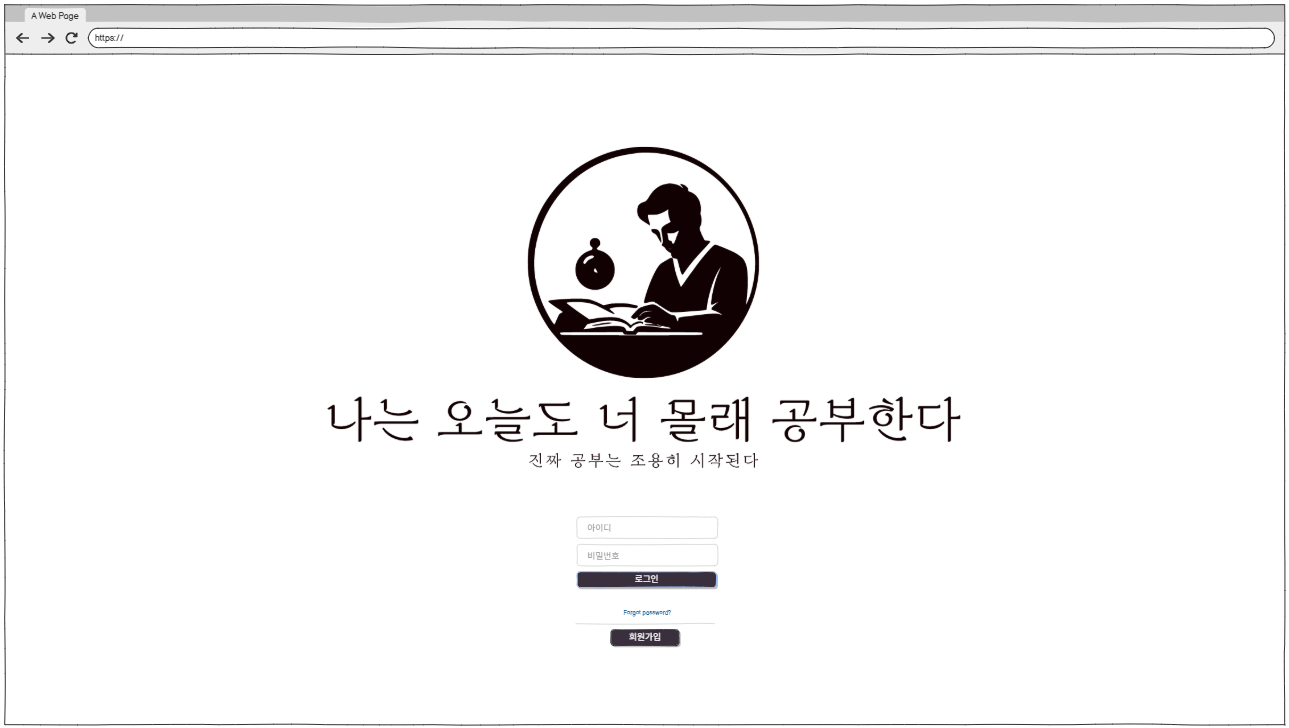 A Web Page
https://
나는 오늘도 너 몰래 공부한다
진짜 공부는 조용히 시작된다
아이디
비밀번호
로그인
Forgot password?
회원가입